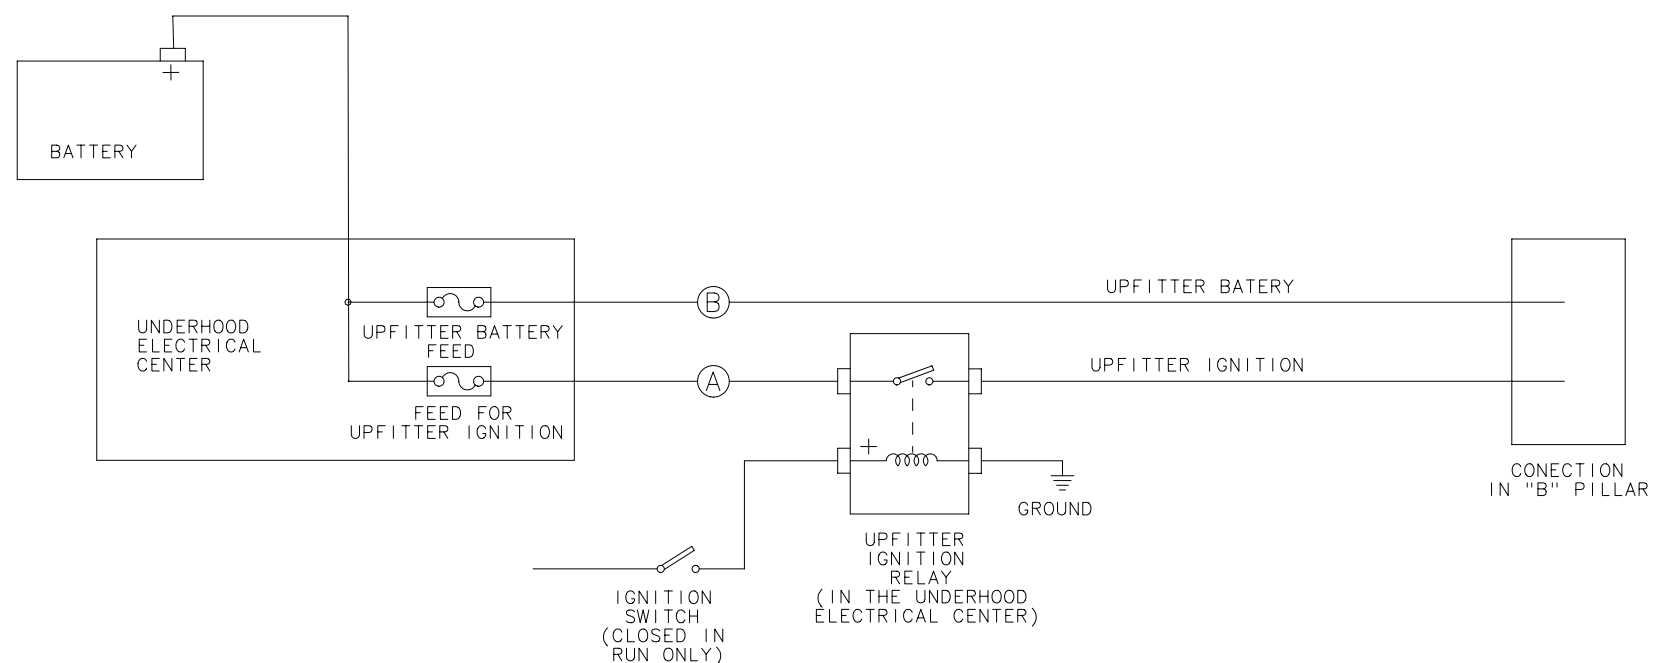 +
BATTERY
UNDERHOOD
ELECTRICAL
CENTER
UPFITTER BATTERY
FEED
FEED FOR
UPFITTER IGNITION
B
A
UPFITTER BATERY
UPFITTER IGNITION
+
GROUND
UPFITTER
IGNITION
RELAY
(IN THE UNDERHOOD
ELECTRICAL CENTER)
IGNITION
SWITCH
(CLOSED IN
RUN ONLY)
CONECTION
IN "B" PILLAR